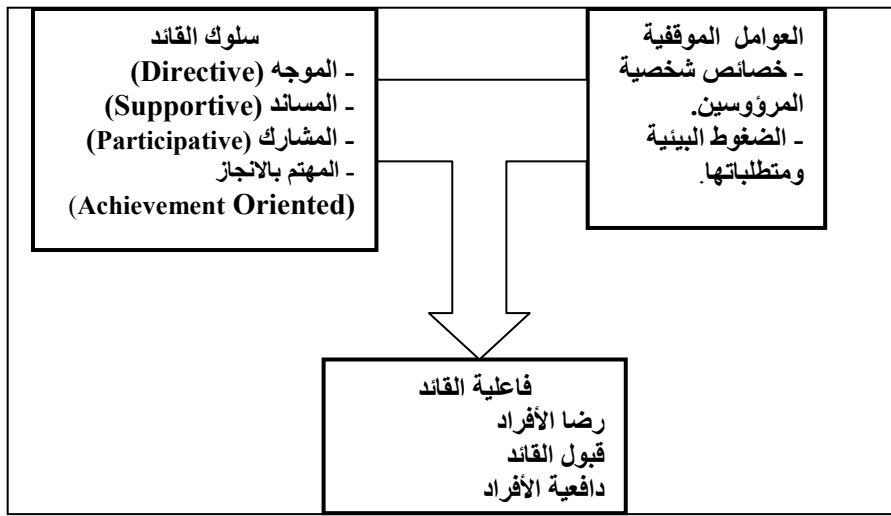 العوامل الموقفية
- خصائص شخصية
المرؤوسين.
- الضغوط البيئية
ومتطلباتها.
سلوك القائد
- الموجه (Directive)
- المساند (Supportive)
- المشارك (Participative)
- المهتم بالانجاز
(Achievement Oriented)
فاعلية القائد
رضا الأفراد
قبول القائد
دافعية الأفراد